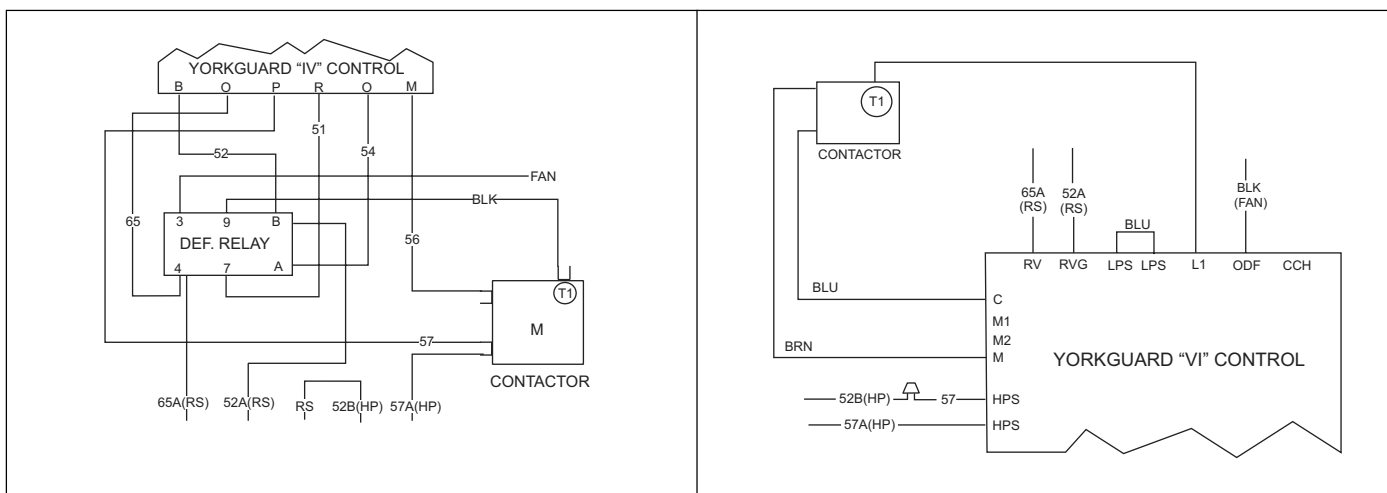 YORKGUARD “IV” CONTROL
B O P R O M
51
52
54
FAN
BLK
65
3 9 B
DEF. RELAY
4 7 A
56
T1
M
57
CONTACTOR
65A(RS) 52A(RS) RS 52B(HP) 57A(HP)
T1
CONTACTOR
65A
(RS)
52A
(RS)
BLK
(FAN)
BLU
RV RVG LPS LPS L1 ODF CCH
BLU
C
M1
M2
BRN
M
YORKGUARD “VI” CONTROL
52B(HP) 57 HPS
57A(HP) HPS